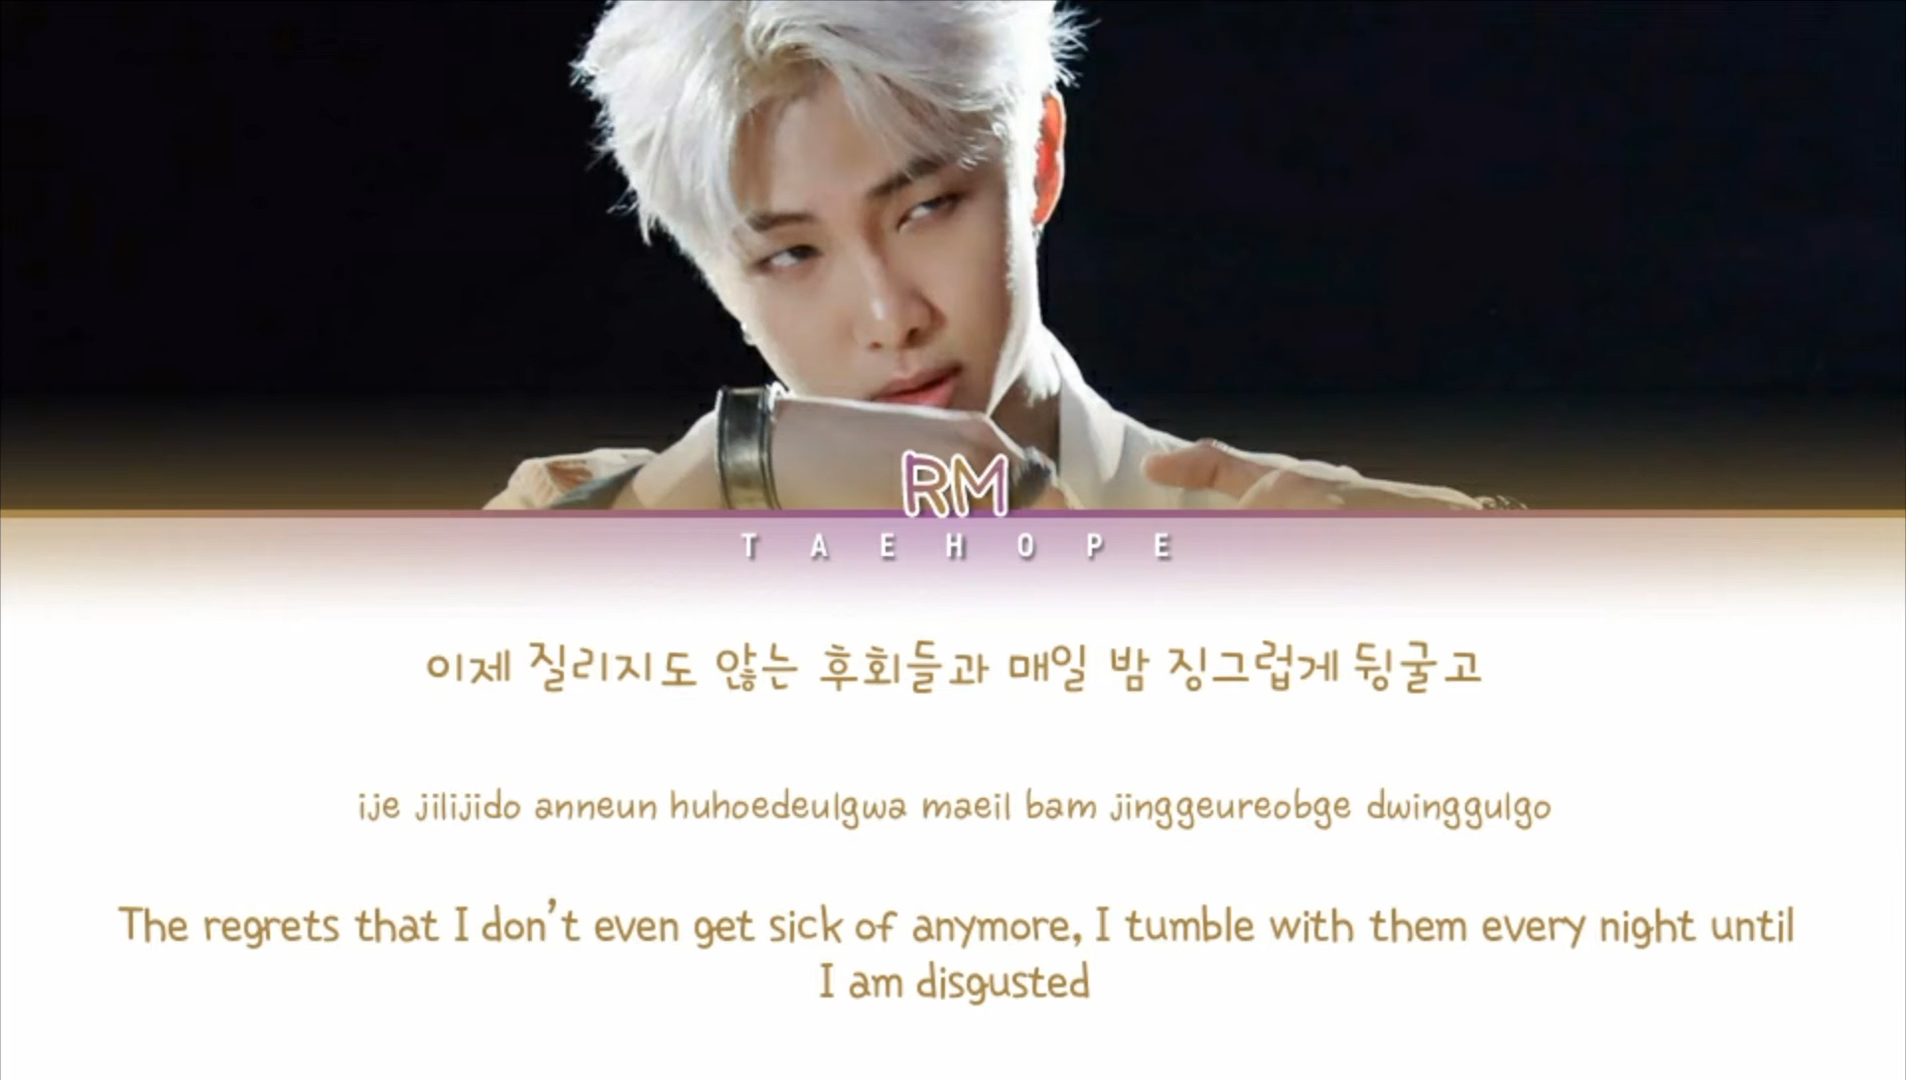 RM
TAEHOPE
이제 질리지도 않는 후회들과 매일 밤 징그럽게 뒹굴고
ije jilijido anneun huhoedeulgwa maeil bam jinggeureobge dwinggulgo
The regrets that I don't even get sick of anymore, I tumble with them every night until
I am disgusted